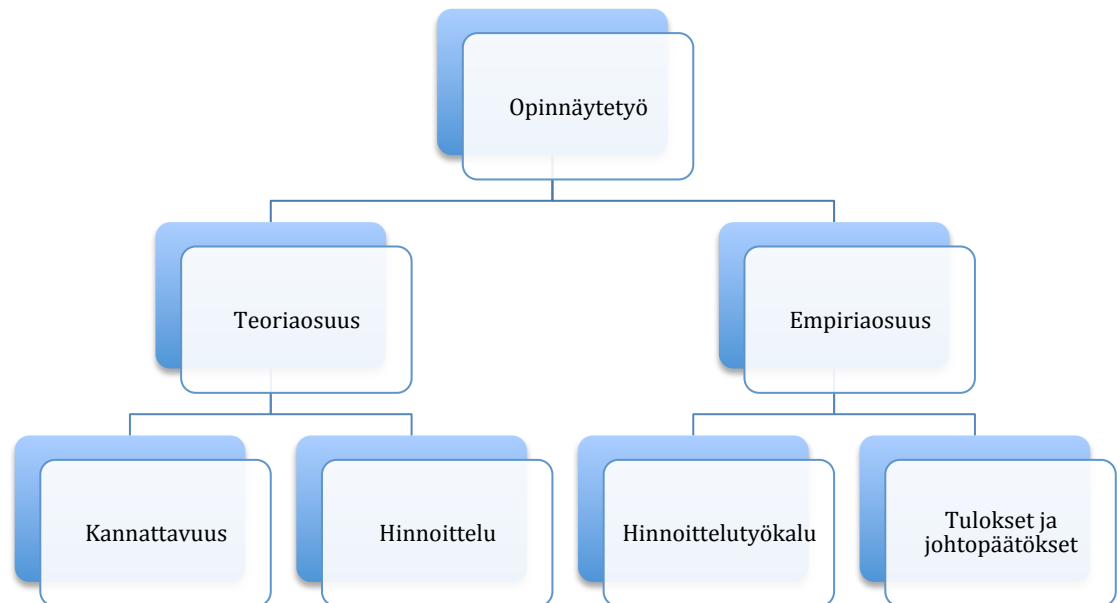 Opinnäytetyö
Teoriaosuus
Empiriaosuus
Kannattavuus
Hinnoittelu
Hinnoittelutyökalu
Tulokset ja
johtopäätökset